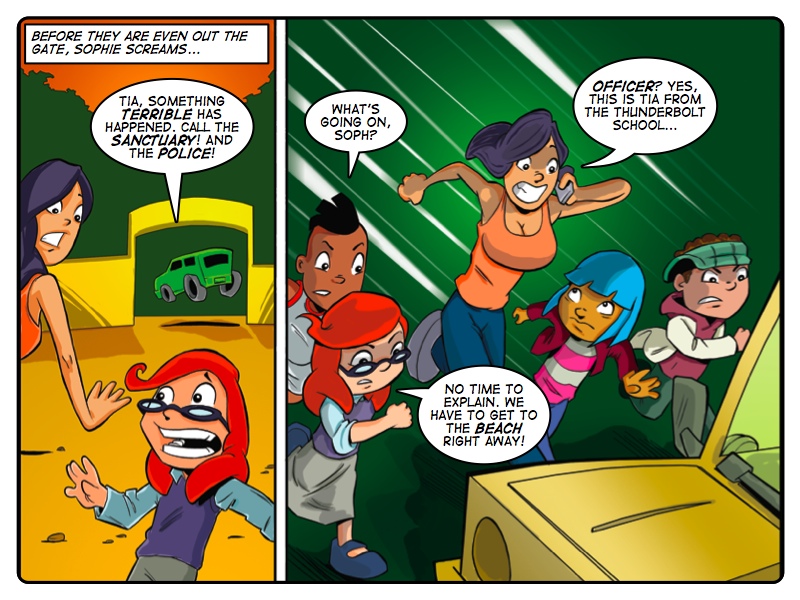 BEFORE THEY ARE EVEN OUT THE
GATE, SOPHIE SCREAMS...
TIA, SOMETHING
TERRIBLE HAS
HAPPENED. CALL THE
SANCTUARY! AND
THE POLICE!
WHAT'S
GOING ON,
SOPH?
OFFICER? YES,
THIS IS TIA FROM
THE THUNDERBOLT
SCHOOL...
NO TIME TO
EXPLAIN. WE
HAVE TO GET TO
THE BEACH
RIGHT AWAY!